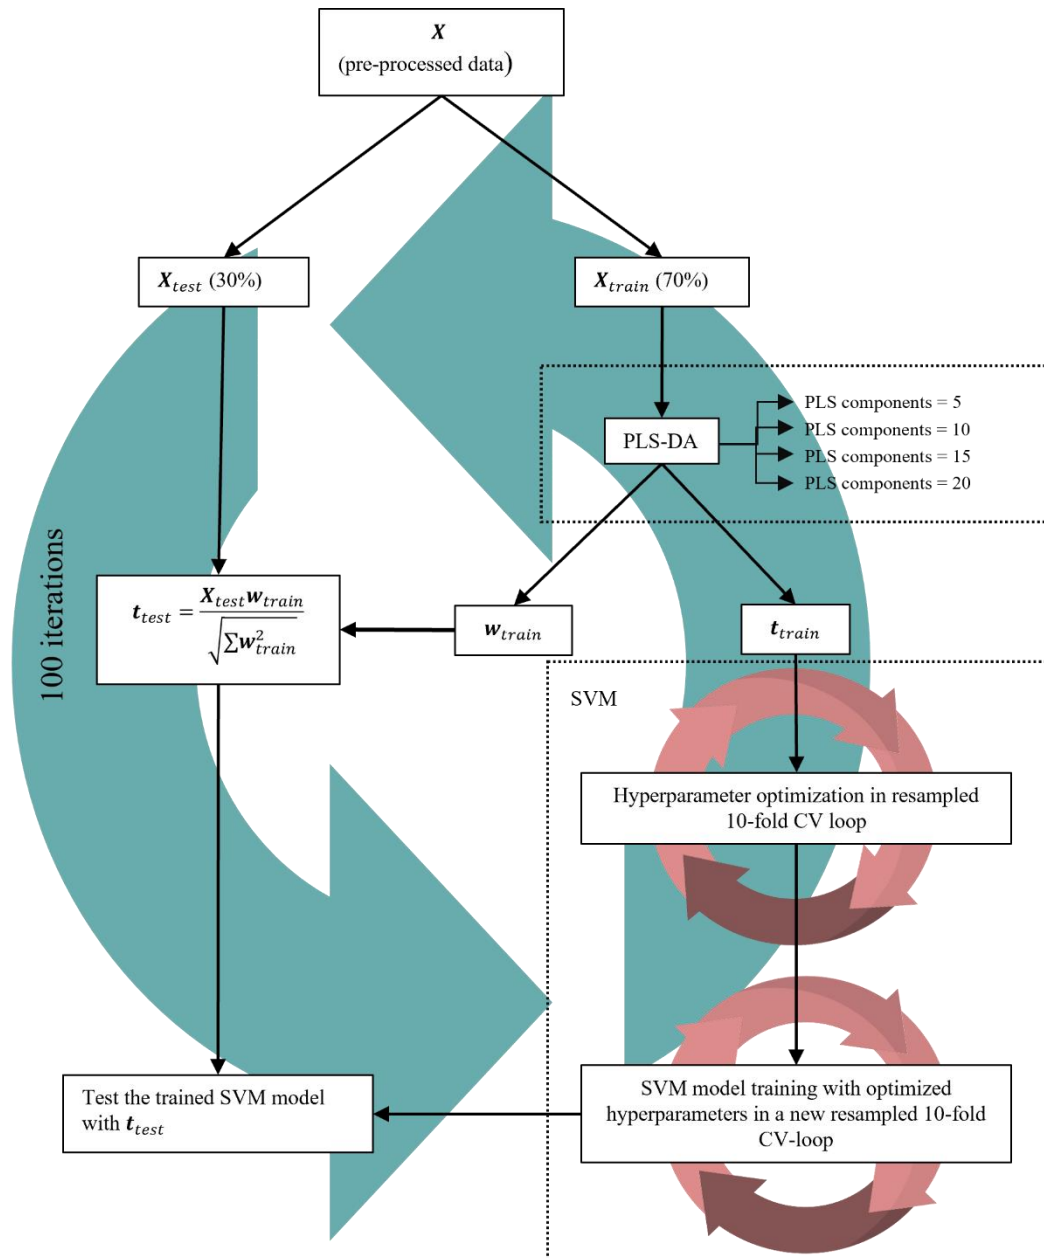 X
(pre-processed data)
X_test (30%)
X_train (70%)
PLS-DA
PLS components = 5
PLS components = 10
PLS components = 15
PLS components = 20
100 iterations
t_test = X_test w_train / √(∑w²_train)
w_train
t_train
SVM
Hyperparameter optimization in resampled
10-fold CV loop
Test the trained SVM model
with t_test
SVM model training with optimized
hyperparameters in a new resampled 10-fold
CV-loop